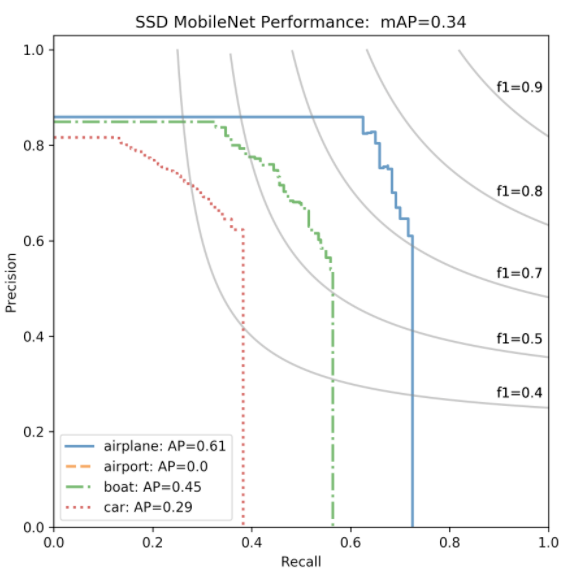 SSD MobileNet Performance:  mAP=0.34
1.0
0.8
0.6
0.4
0.2
0.0
Precision
f1=0.9
f1=0.8
f1=0.7
f1=0.5
f1=0.4
airplane: AP=0.61
airport: AP=0.0
boat: AP=0.45
car: AP=0.29
0.0 0.2 0.4 0.6 0.8 1.0
Recall